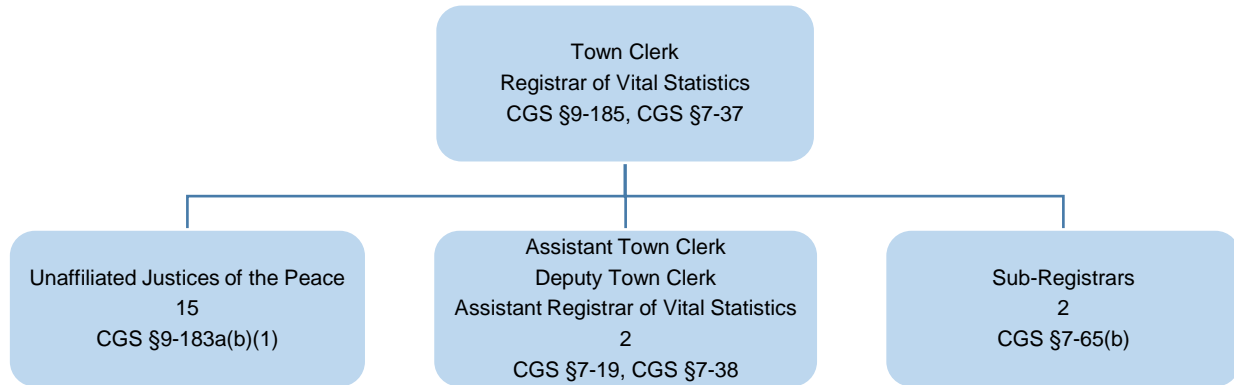 Town Clerk
Registrar of Vital Statistics
CGS §9-185, CGS §7-37
Unaffiliated Justices of the Peace
15
CGS §9-183a(b)(1)
Assistant Town Clerk
Deputy Town Clerk
Assistant Registrar of Vital Statistics
2
CGS §7-19, CGS §7-38
Sub-Registrars
2
CGS §7-65(b)